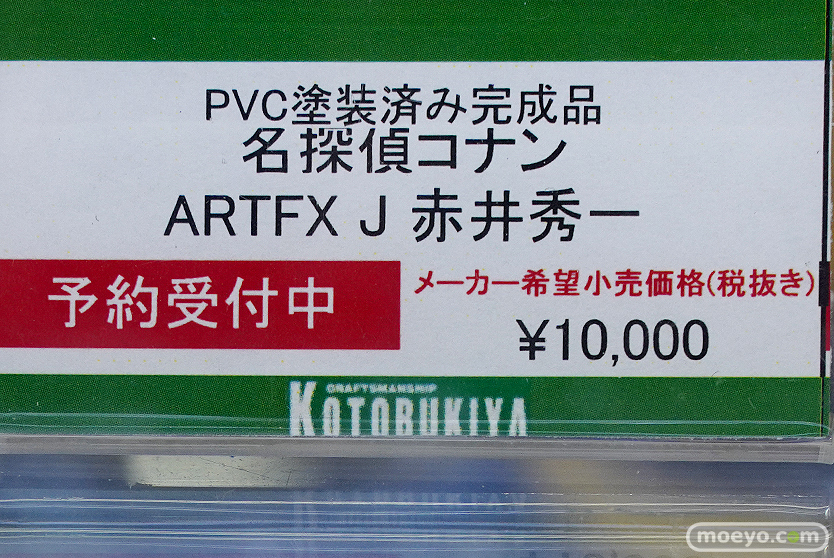 PVC塗装済み完成品
名探偵コナン
ARTFX J 赤井秀一
予約受付中
メーカー希望小売価格(税抜き)
¥10,000
CRAFTSMANSHIP
KOTOBUKIYA
moeyo.com